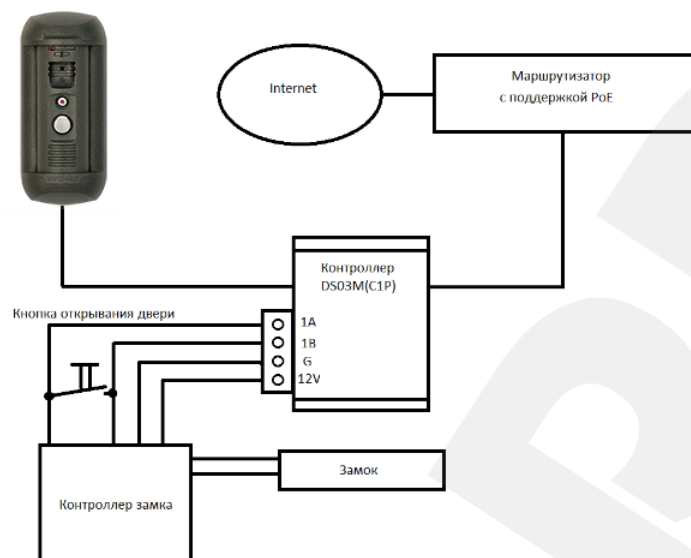 Internet
Маршрутизатор
с поддержкой PoE
Контроллер
DS03M(C1P)
Кнопка открывания двери
1A
1B
G
12V
Контроллер замка
Замок